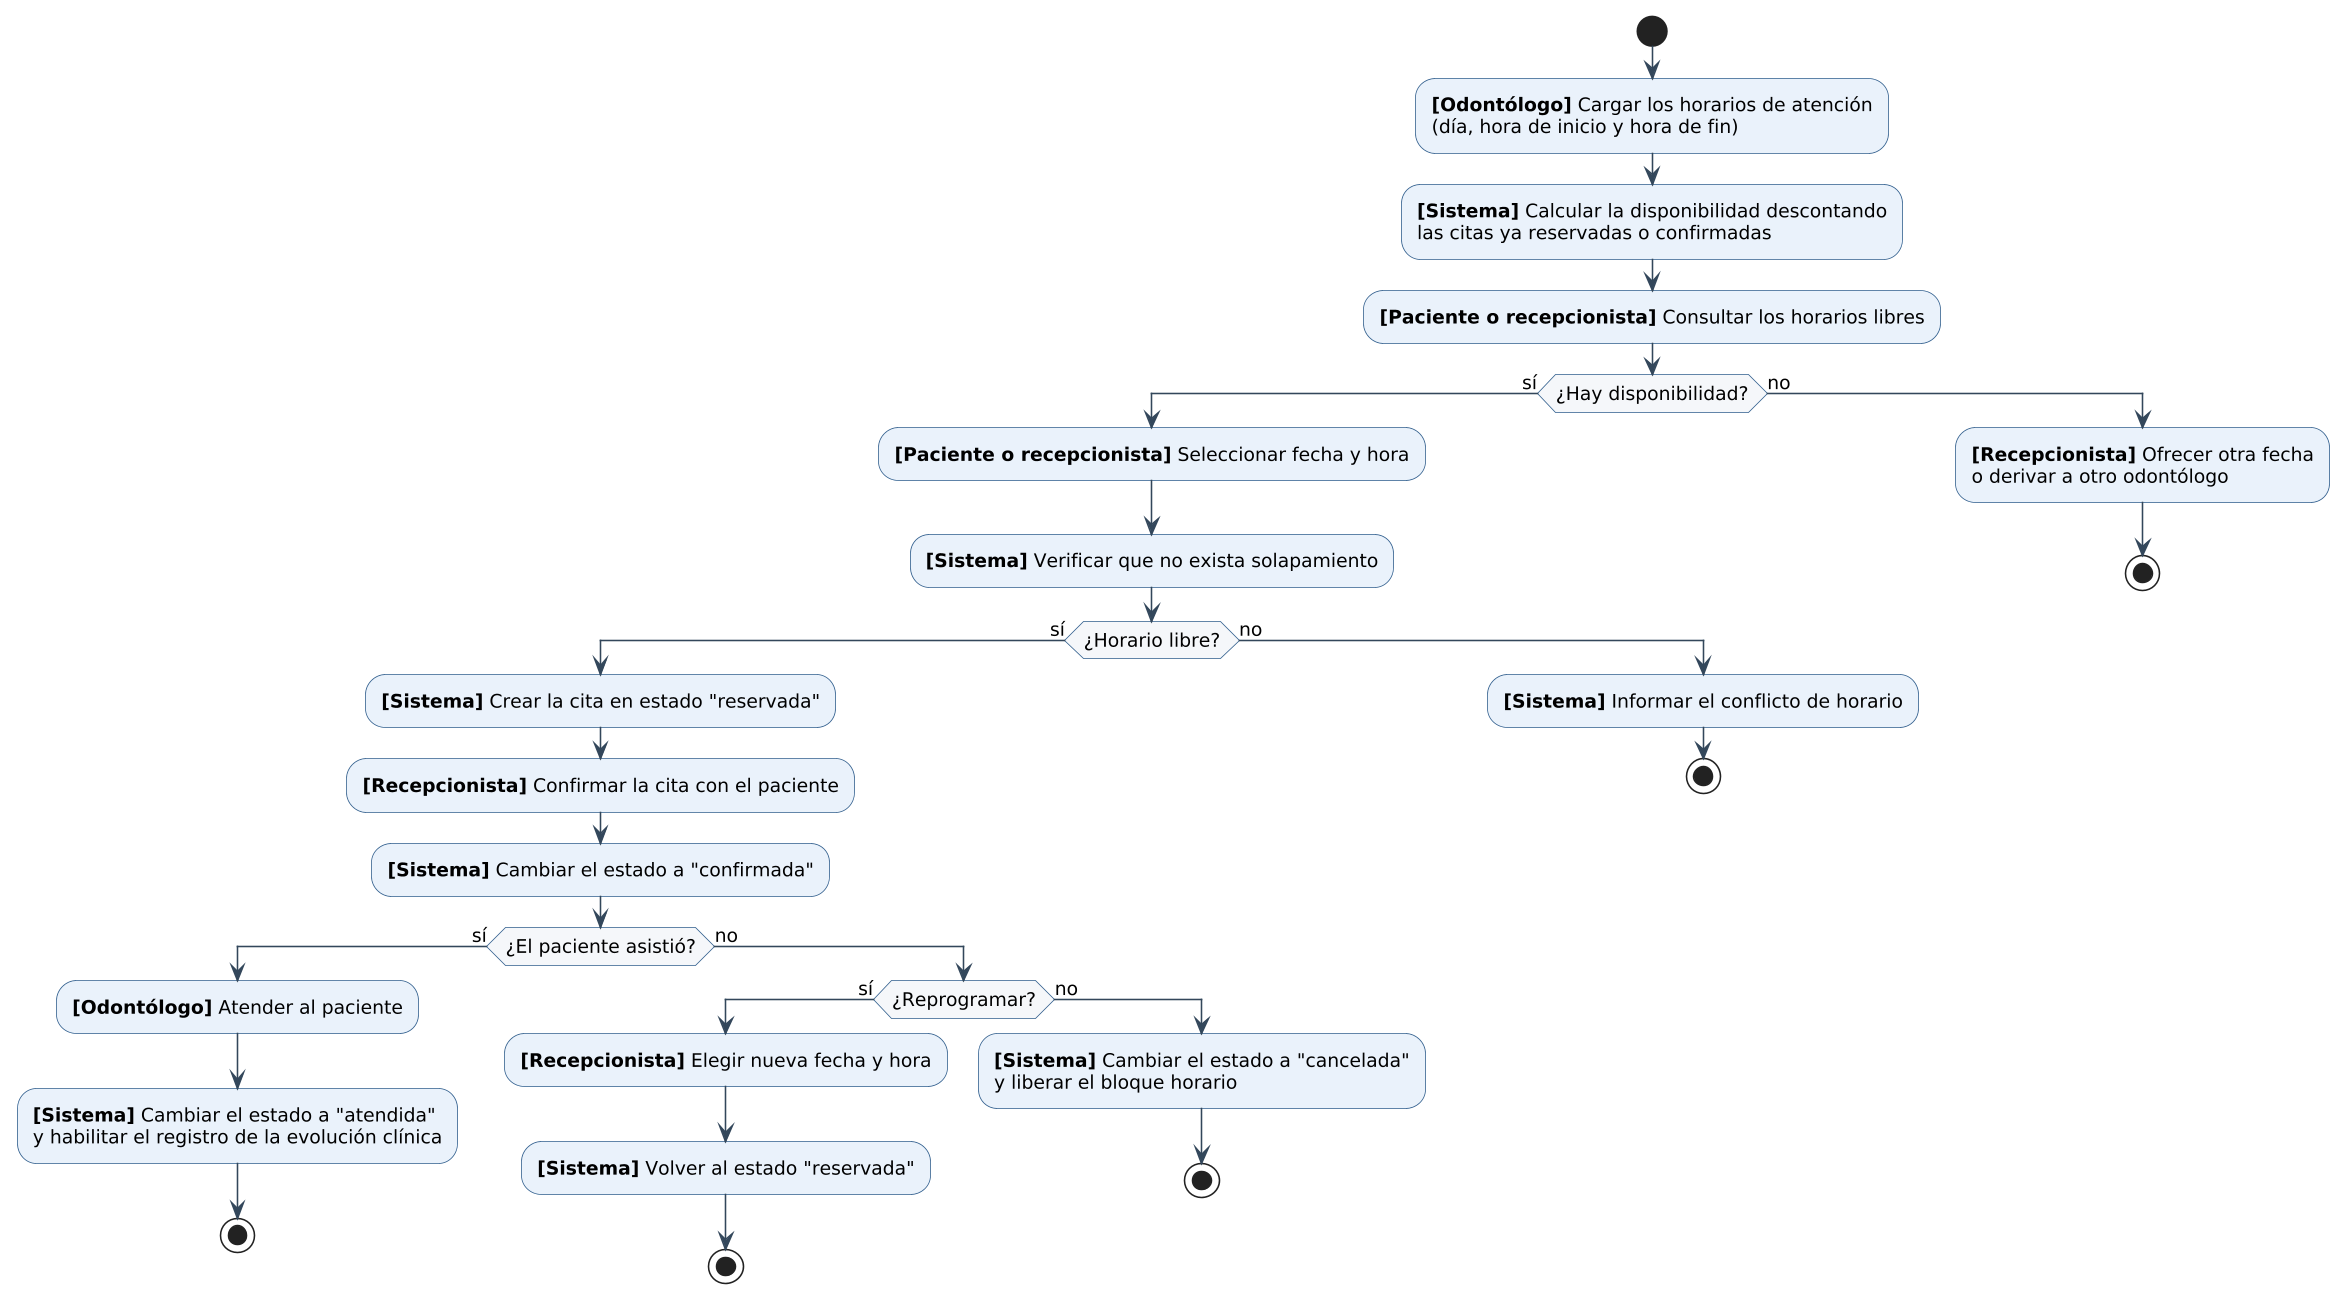 [Odontólogo] Cargar los horarios de atención
(día, hora de inicio y hora de fin)
[Sistema] Calcular la disponibilidad descontando
las citas ya reservadas o confirmadas
[Paciente o recepcionista] Consultar los horarios libres
sí
¿Hay disponibilidad?
no
[Paciente o recepcionista] Seleccionar fecha y hora
[Recepcionista] Ofrecer otra fecha
o derivar a otro odontólogo
[Sistema] Verificar que no exista solapamiento
sí
¿Horario libre?
no
[Sistema] Crear la cita en estado "reservada"
[Sistema] Informar el conflicto de horario
[Recepcionista] Confirmar la cita con el paciente
[Sistema] Cambiar el estado a "confirmada"
sí
¿El paciente asistió?
no
[Odontólogo] Atender al paciente
sí
¿Reprogramar?
no
[Recepcionista] Elegir nueva fecha y hora
[Sistema] Cambiar el estado a "cancelada"
y liberar el bloque horario
[Sistema] Cambiar el estado a "atendida"
y habilitar el registro de la evolución clínica
[Sistema] Volver al estado "reservada"